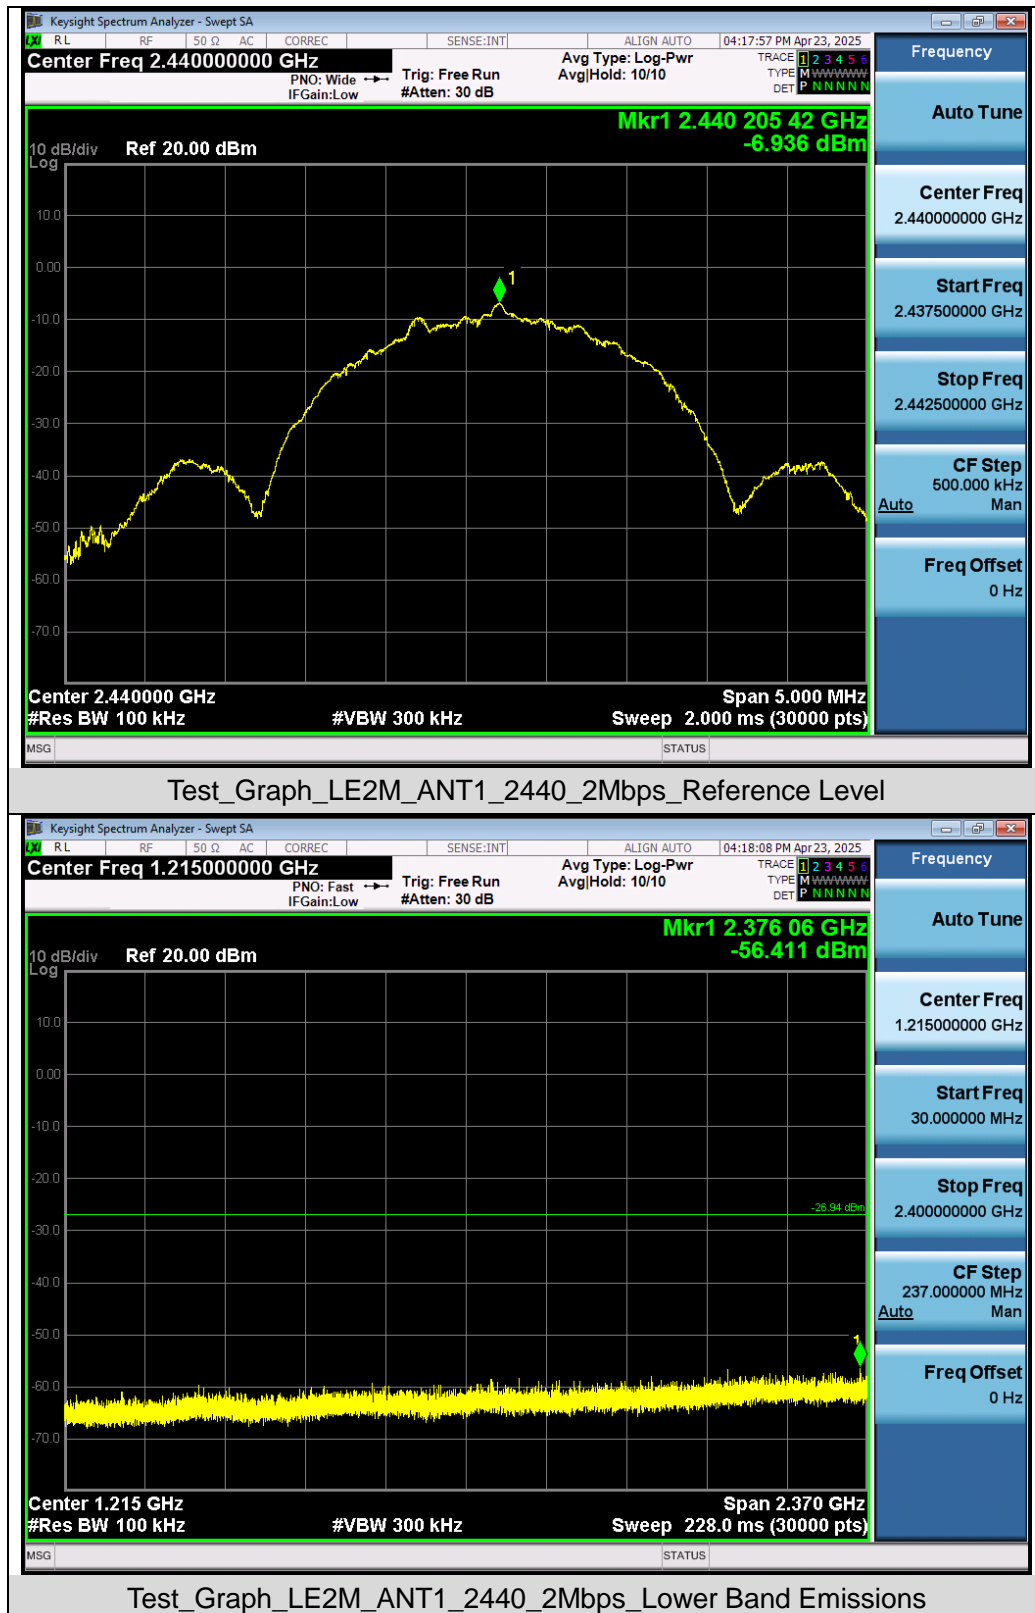 Keysight Spectrum Analyzer - Swept SA
LXI RL RF 50 Ω AC CORREC SENSE:INT ALIGN AUTO 04:17:57 PM Apr 23, 2025
Center Freq 2.440000000 GHz
PNO: Wide
IFGain:Low
Trig: Free Run
#Atten: 30 dB
Avg Type: Log-Pwr
Avg|Hold: 10/10
TRACE 1 2 3 4 5 6
TYPE M WWWWW
DET P N N N N N
Mkr1 2.440 205 42 GHz
-6.936 dBm
10 dB/div Ref 20.00 dBm
Log
10.0
0.00
-10.0
-20.0
-30.0
-40.0
-50.0
-60.0
-70.0
1
Center 2.440000 GHz Span 5.000 MHz
#Res BW 100 kHz #VBW 300 kHz Sweep 2.000 ms (30000 pts)
MSG STATUS
Frequency
Auto Tune
Center Freq
2.440000000 GHz
Start Freq
2.437500000 GHz
Stop Freq
2.442500000 GHz
CF Step
500.000 kHz
Auto Man
Freq Offset
0 Hz
Test_Graph_LE2M_ANT1_2440_2Mbps_Reference Level
Keysight Spectrum Analyzer - Swept SA
LXI RL RF 50 Ω AC CORREC SENSE:INT ALIGN AUTO 04:18:08 PM Apr 23, 2025
Center Freq 1.215000000 GHz
PNO: Fast
IFGain:Low
Trig: Free Run
#Atten: 30 dB
Avg Type: Log-Pwr
Avg|Hold: 10/10
TRACE 1 2 3 4 5 6
TYPE M WWWWW
DET P N N N N N
Mkr1 2.376 06 GHz
-56.411 dBm
10 dB/div Ref 20.00 dBm
Log
10.0
0.00
-10.0
-20.0
-26.94 dBm
-30.0
-40.0
-50.0
-60.0
-70.0
1
Center 1.215 GHz Span 2.370 GHz
#Res BW 100 kHz #VBW 300 kHz Sweep 228.0 ms (30000 pts)
MSG STATUS
Frequency
Auto Tune
Center Freq
1.215000000 GHz
Start Freq
30.000000 MHz
Stop Freq
2.400000000 GHz
CF Step
237.000000 MHz
Auto Man
Freq Offset
0 Hz
Test_Graph_LE2M_ANT1_2440_2Mbps_Lower Band Emissions